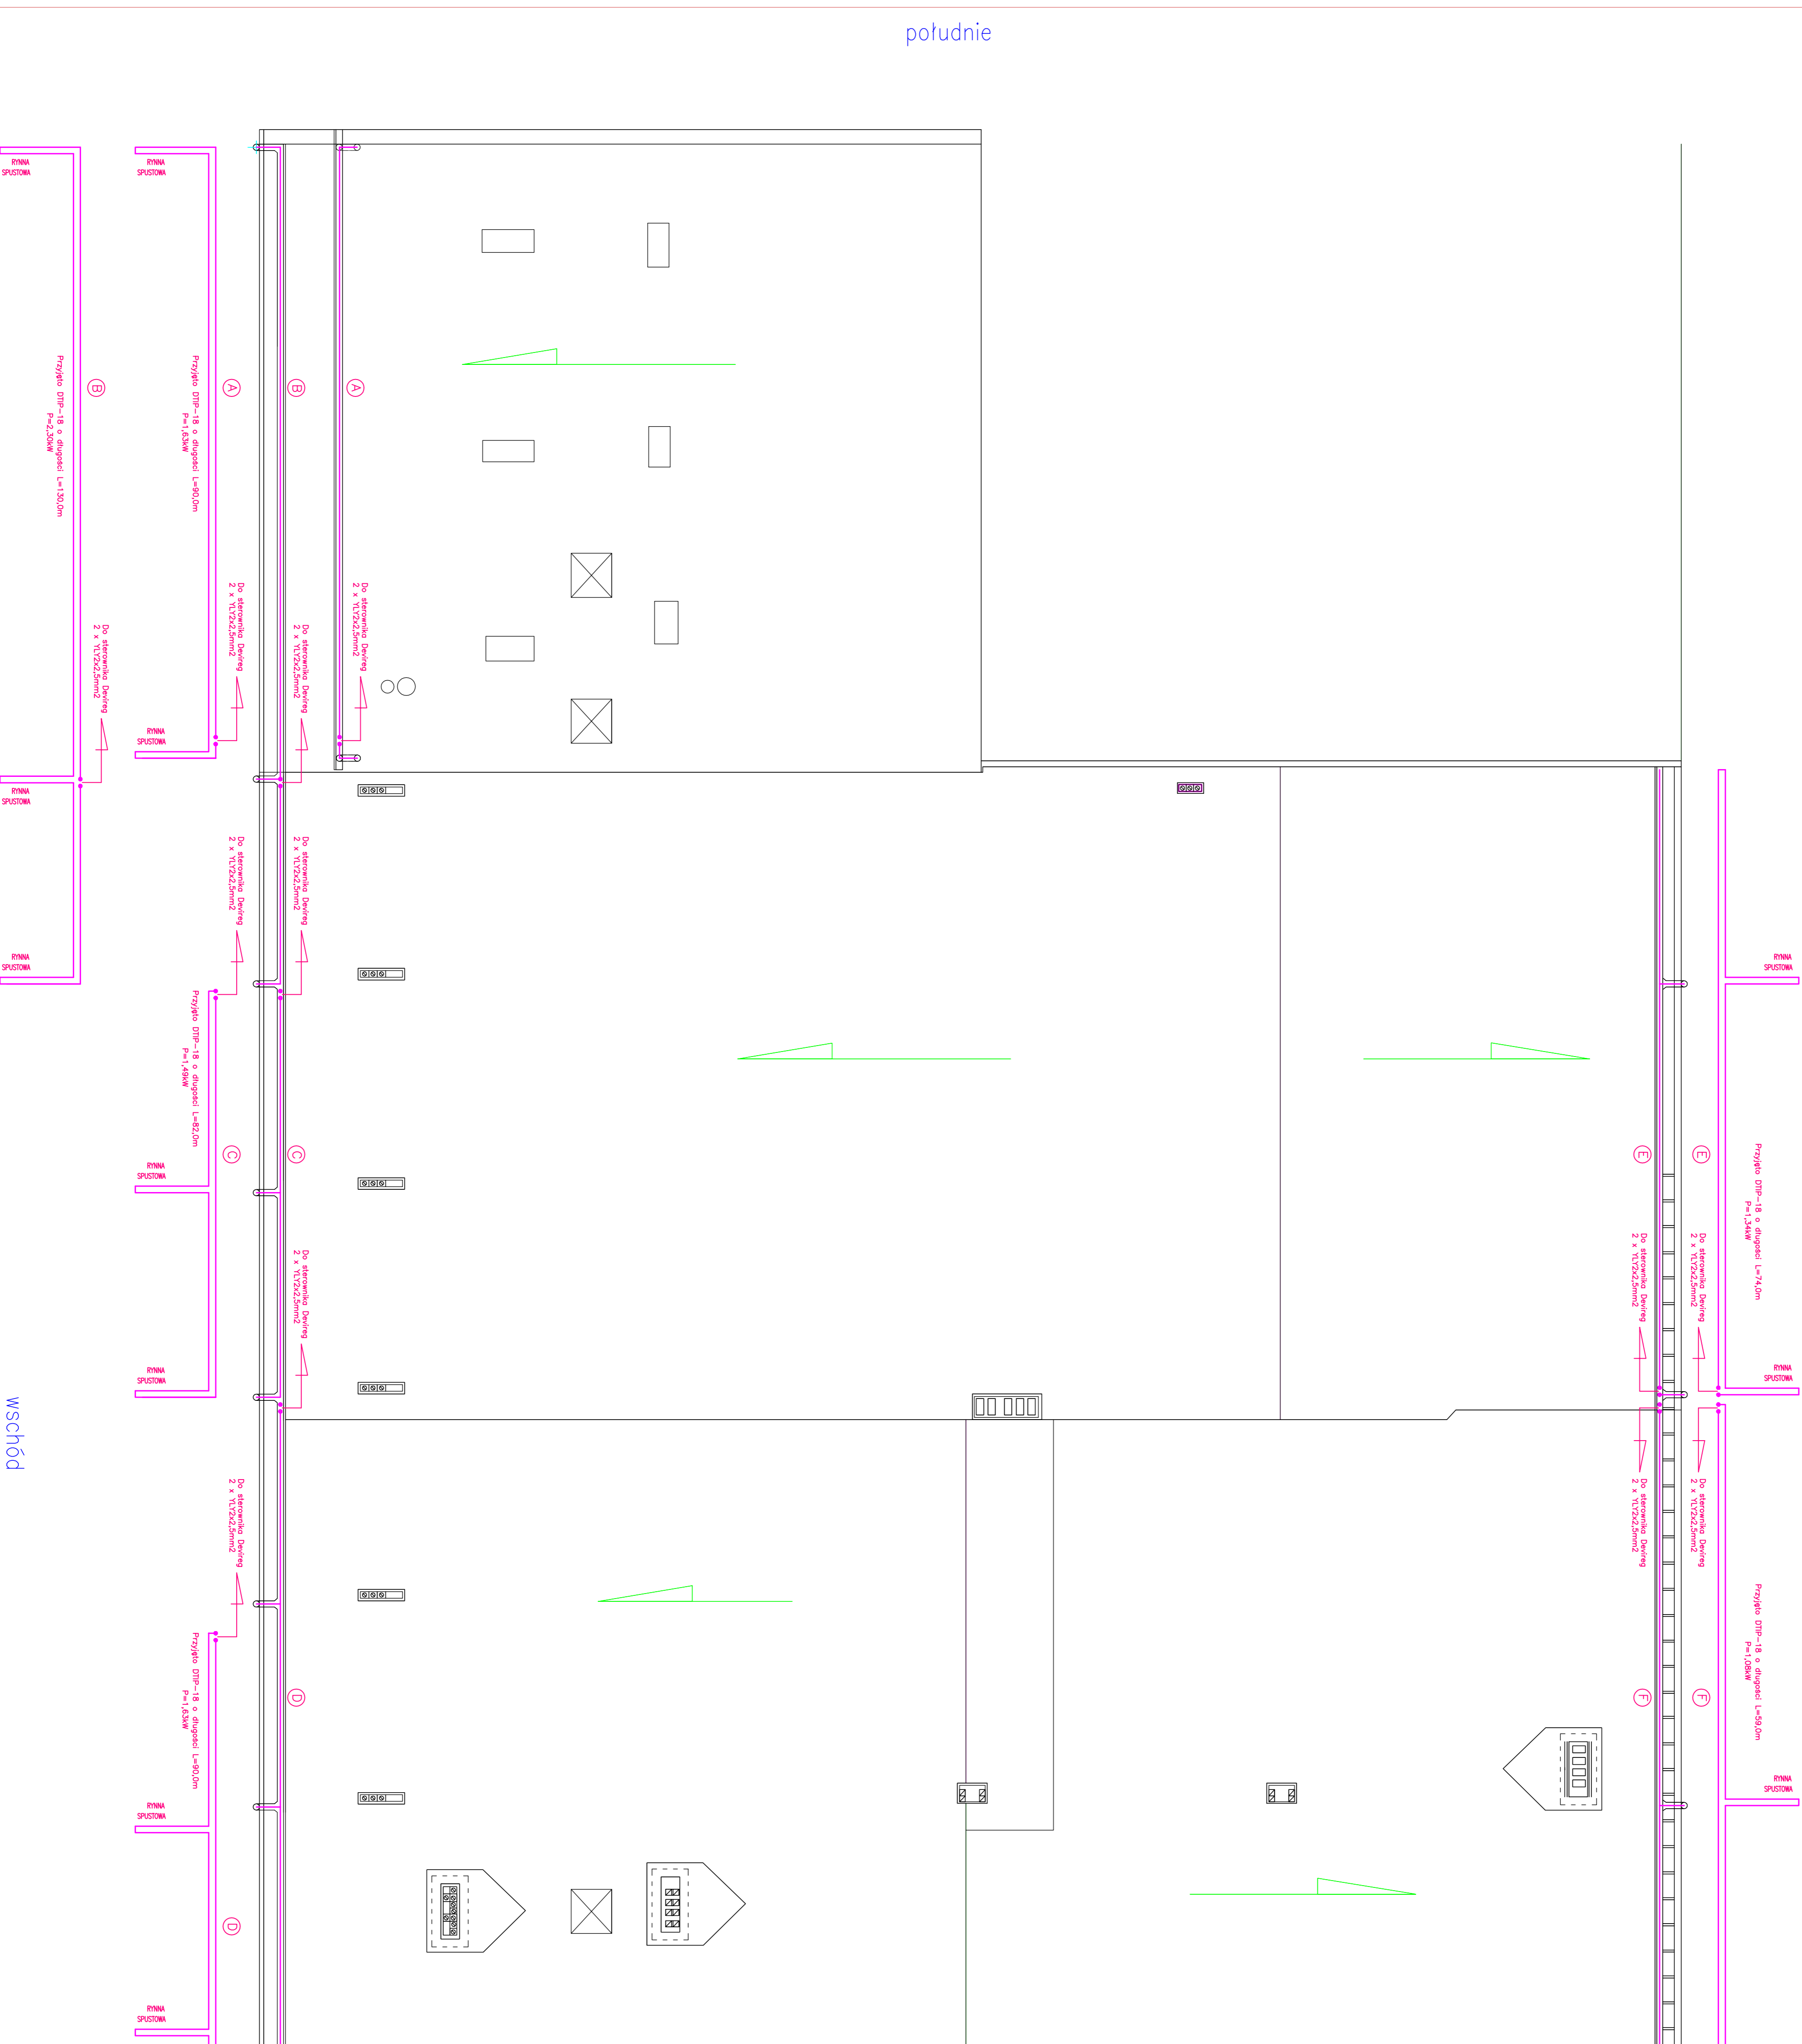 południe
RYNNA
SPUSTOWA
RYNNA
SPUSTOWA
Przyjęto DTIP-18 o długości L=130,0m
P=2,30kW
B
Przyjęto DTIP-18 o długości L=90,0m
P=1,63kW
A
B
A
Do sterownika Devireg
2 x YLY2x2,5mm2
Do sterownika Devireg
2 x YLY2x2,5mm2
Do sterownika Devireg
2 x YLY2x2,5mm2
Do sterownika Devireg
2 x YLY2x2,5mm2
RYNNA
SPUSTOWA
RYNNA
SPUSTOWA
Do sterownika Devireg
2 x YLY2x2,5mm2
Do sterownika Devireg
2 x YLY2x2,5mm2
RYNNA
SPUSTOWA
RYNNA
SPUSTOWA
Przyjęto DTIP-18 o długości L=82,0m
P=1,49kW
C
C
E
E
Przyjęto DTIP-18 o długości L=74,0m
P=1,34kW
RYNNA
SPUSTOWA
Do sterownika Devireg
2 x YLY2x2,5mm2
Do sterownika Devireg
2 x YLY2x2,5mm2
Do sterownika Devireg
2 x YLY2x2,5mm2
RYNNA
SPUSTOWA
RYNNA
SPUSTOWA
wschód
Do sterownika Devireg
2 x YLY2x2,5mm2
Do sterownika Devireg
2 x YLY2x2,5mm2
Do sterownika Devireg
2 x YLY2x2,5mm2
Przyjęto DTIP-18 o długości L=90,0m
P=1,63kW
D
F
F
Przyjęto DTIP-18 o długości L=59,0m
P=1,08kW
RYNNA
SPUSTOWA
RYNNA
SPUSTOWA
D
RYNNA
SPUSTOWA